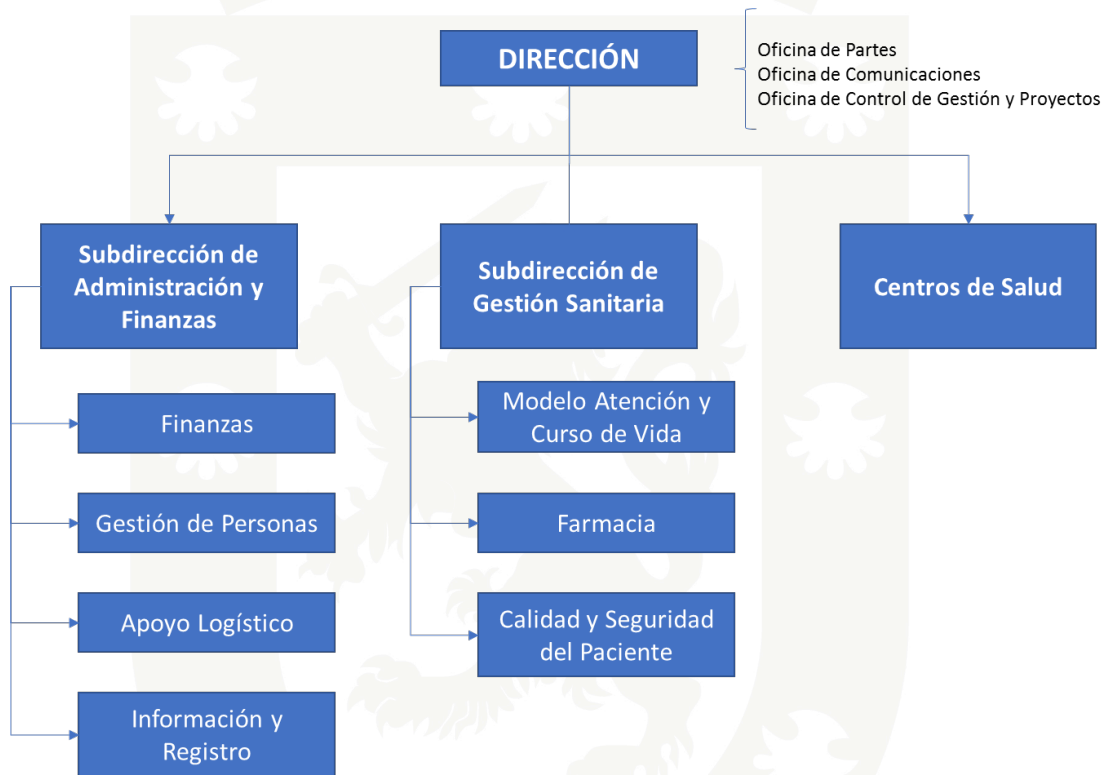 DIRECCIÓN
Oficina de Partes
Oficina de Comunicaciones
Oficina de Control de Gestión y Proyectos
Subdirección de
Administración y
Finanzas
Subdirección de
Gestión Sanitaria
Centros de Salud
Finanzas
Gestión de Personas
Apoyo Logístico
Información y
Registro
Modelo Atención y
Curso de Vida
Farmacia
Calidad y Seguridad
del Paciente